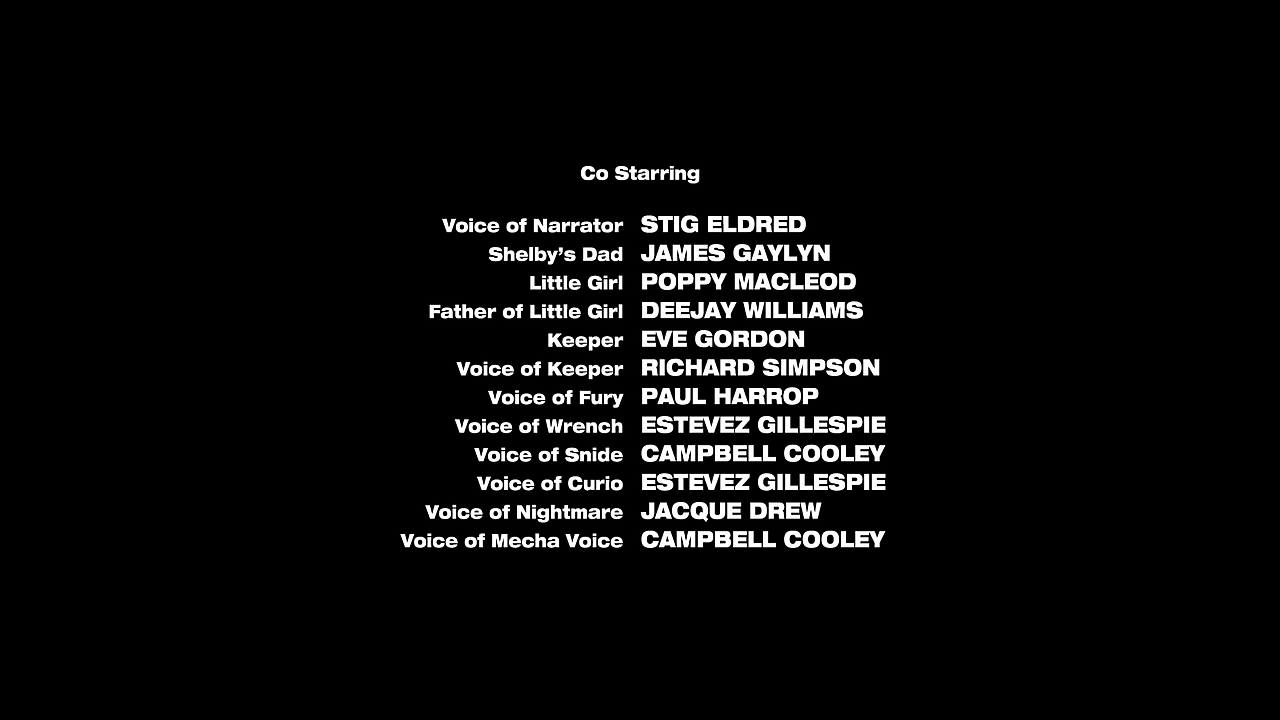 Co Starring
Voice of Narrator STIG ELDRED
Shelby's Dad JAMES GAYLYN
Little Girl POPPY MACLEOD
Father of Little Girl DEEJAY WILLIAMS
Keeper EVE GORDON
Voice of Keeper RICHARD SIMPSON
Voice of Fury PAUL HARROP
Voice of Wrench ESTEVEZ GILLESPIE
Voice of Snide CAMPBELL COOLEY
Voice of Curio ESTEVEZ GILLESPIE
Voice of Nightmare JACQUE DREW
Voice of Mecha Voice CAMPBELL COOLEY